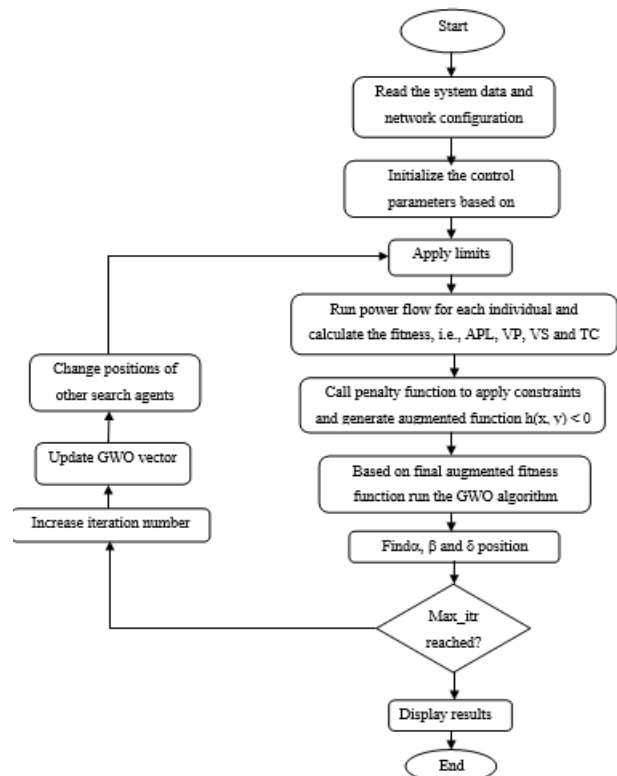 Start
Read the system data and
network configuration
Initialize the control
parameters based on
Apply limits
Run power flow for each individual and
calculate the fitness, i.e., APL, VP, VS and TC
Call penalty function to apply constraints
and generate augmented function h(x, y) < 0
Based on final augmented fitness
function run the GWO algorithm
Findα, β and δ position
Max_itr
reached?
Display results
End
Increase iteration number
Update GWO vector
Change positions of
other search agents